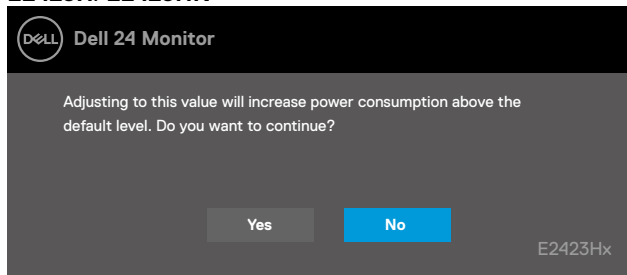 DELL Dell 24 Monitor
Adjusting to this value will increase power consumption above the
default level. Do you want to continue?
Yes No
E2423Hx